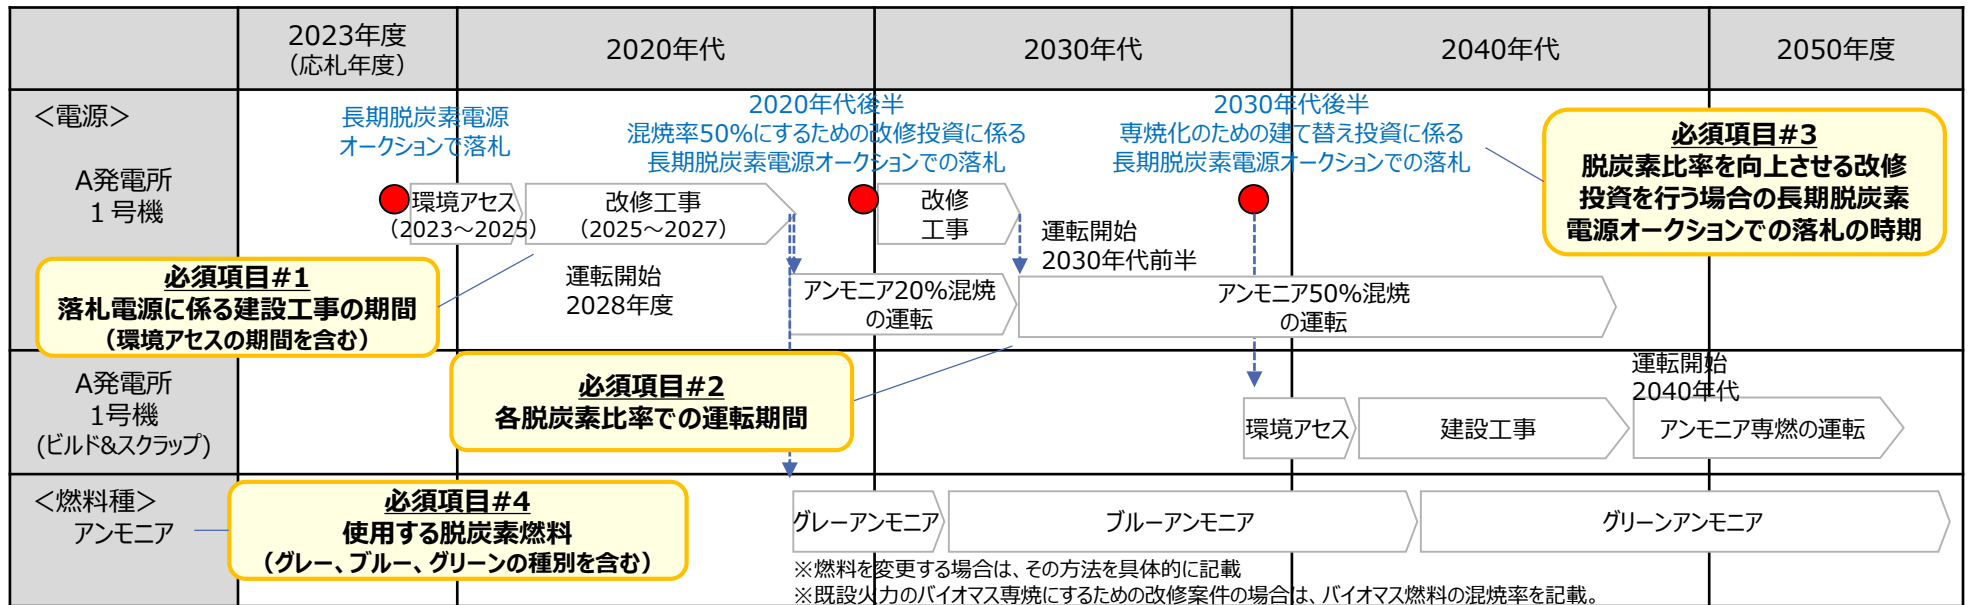 2023年度
（応札年度）
2020年代
2030年代
2040年代
2050年度
＜電源＞
A発電所
１号機
長期脱炭素電源
オークションで落札
2020年代後半
混焼率50%にするための改修投資に係る
長期脱炭素電源オークションでの落札
2030年代後半
専焼化のための建て替え投資に係る
長期脱炭素電源オークションでの落札
必須項目#3
脱炭素比率を向上させる改修
投資を行う場合の長期脱炭素
電源オークションでの落札の時期
環境アセス
（2023～2025）
改修工事
（2025～2027）
改修
工事
運転開始
2030年代前半
必須項目#1
落札電源に係る建設工事の期間
（環境アセスの期間を含む）
運転開始
2028年度
アンモニア20%混焼
の運転
アンモニア50%混焼
の運転
A発電所
1号機
(ビルド&スクラップ)
必須項目#2
各脱炭素比率での運転期間
運転開始
2040年代
環境アセス
建設工事
アンモニア専燃の運転
＜燃料種＞
アンモニア
必須項目#4
使用する脱炭素燃料
（グレー、ブルー、グリーンの種別を含む）
グレーアンモニア
ブルーアンモニア
グリーンアンモニア
※燃料を変更する場合は、その方法を具体的に記載
※既設火力のバイオマス専焼にするための改修案件の場合は、バイオマス燃料の混焼率を記載。